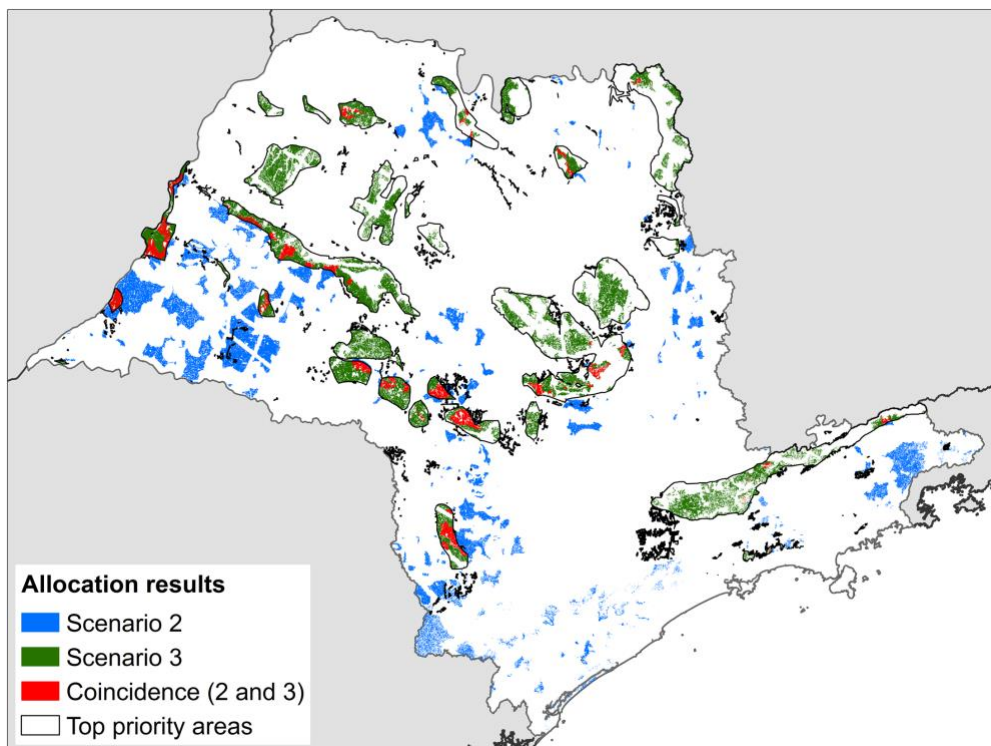 Allocation results
Scenario 2
Scenario 3
Coincidence (2 and 3)
Top priority areas